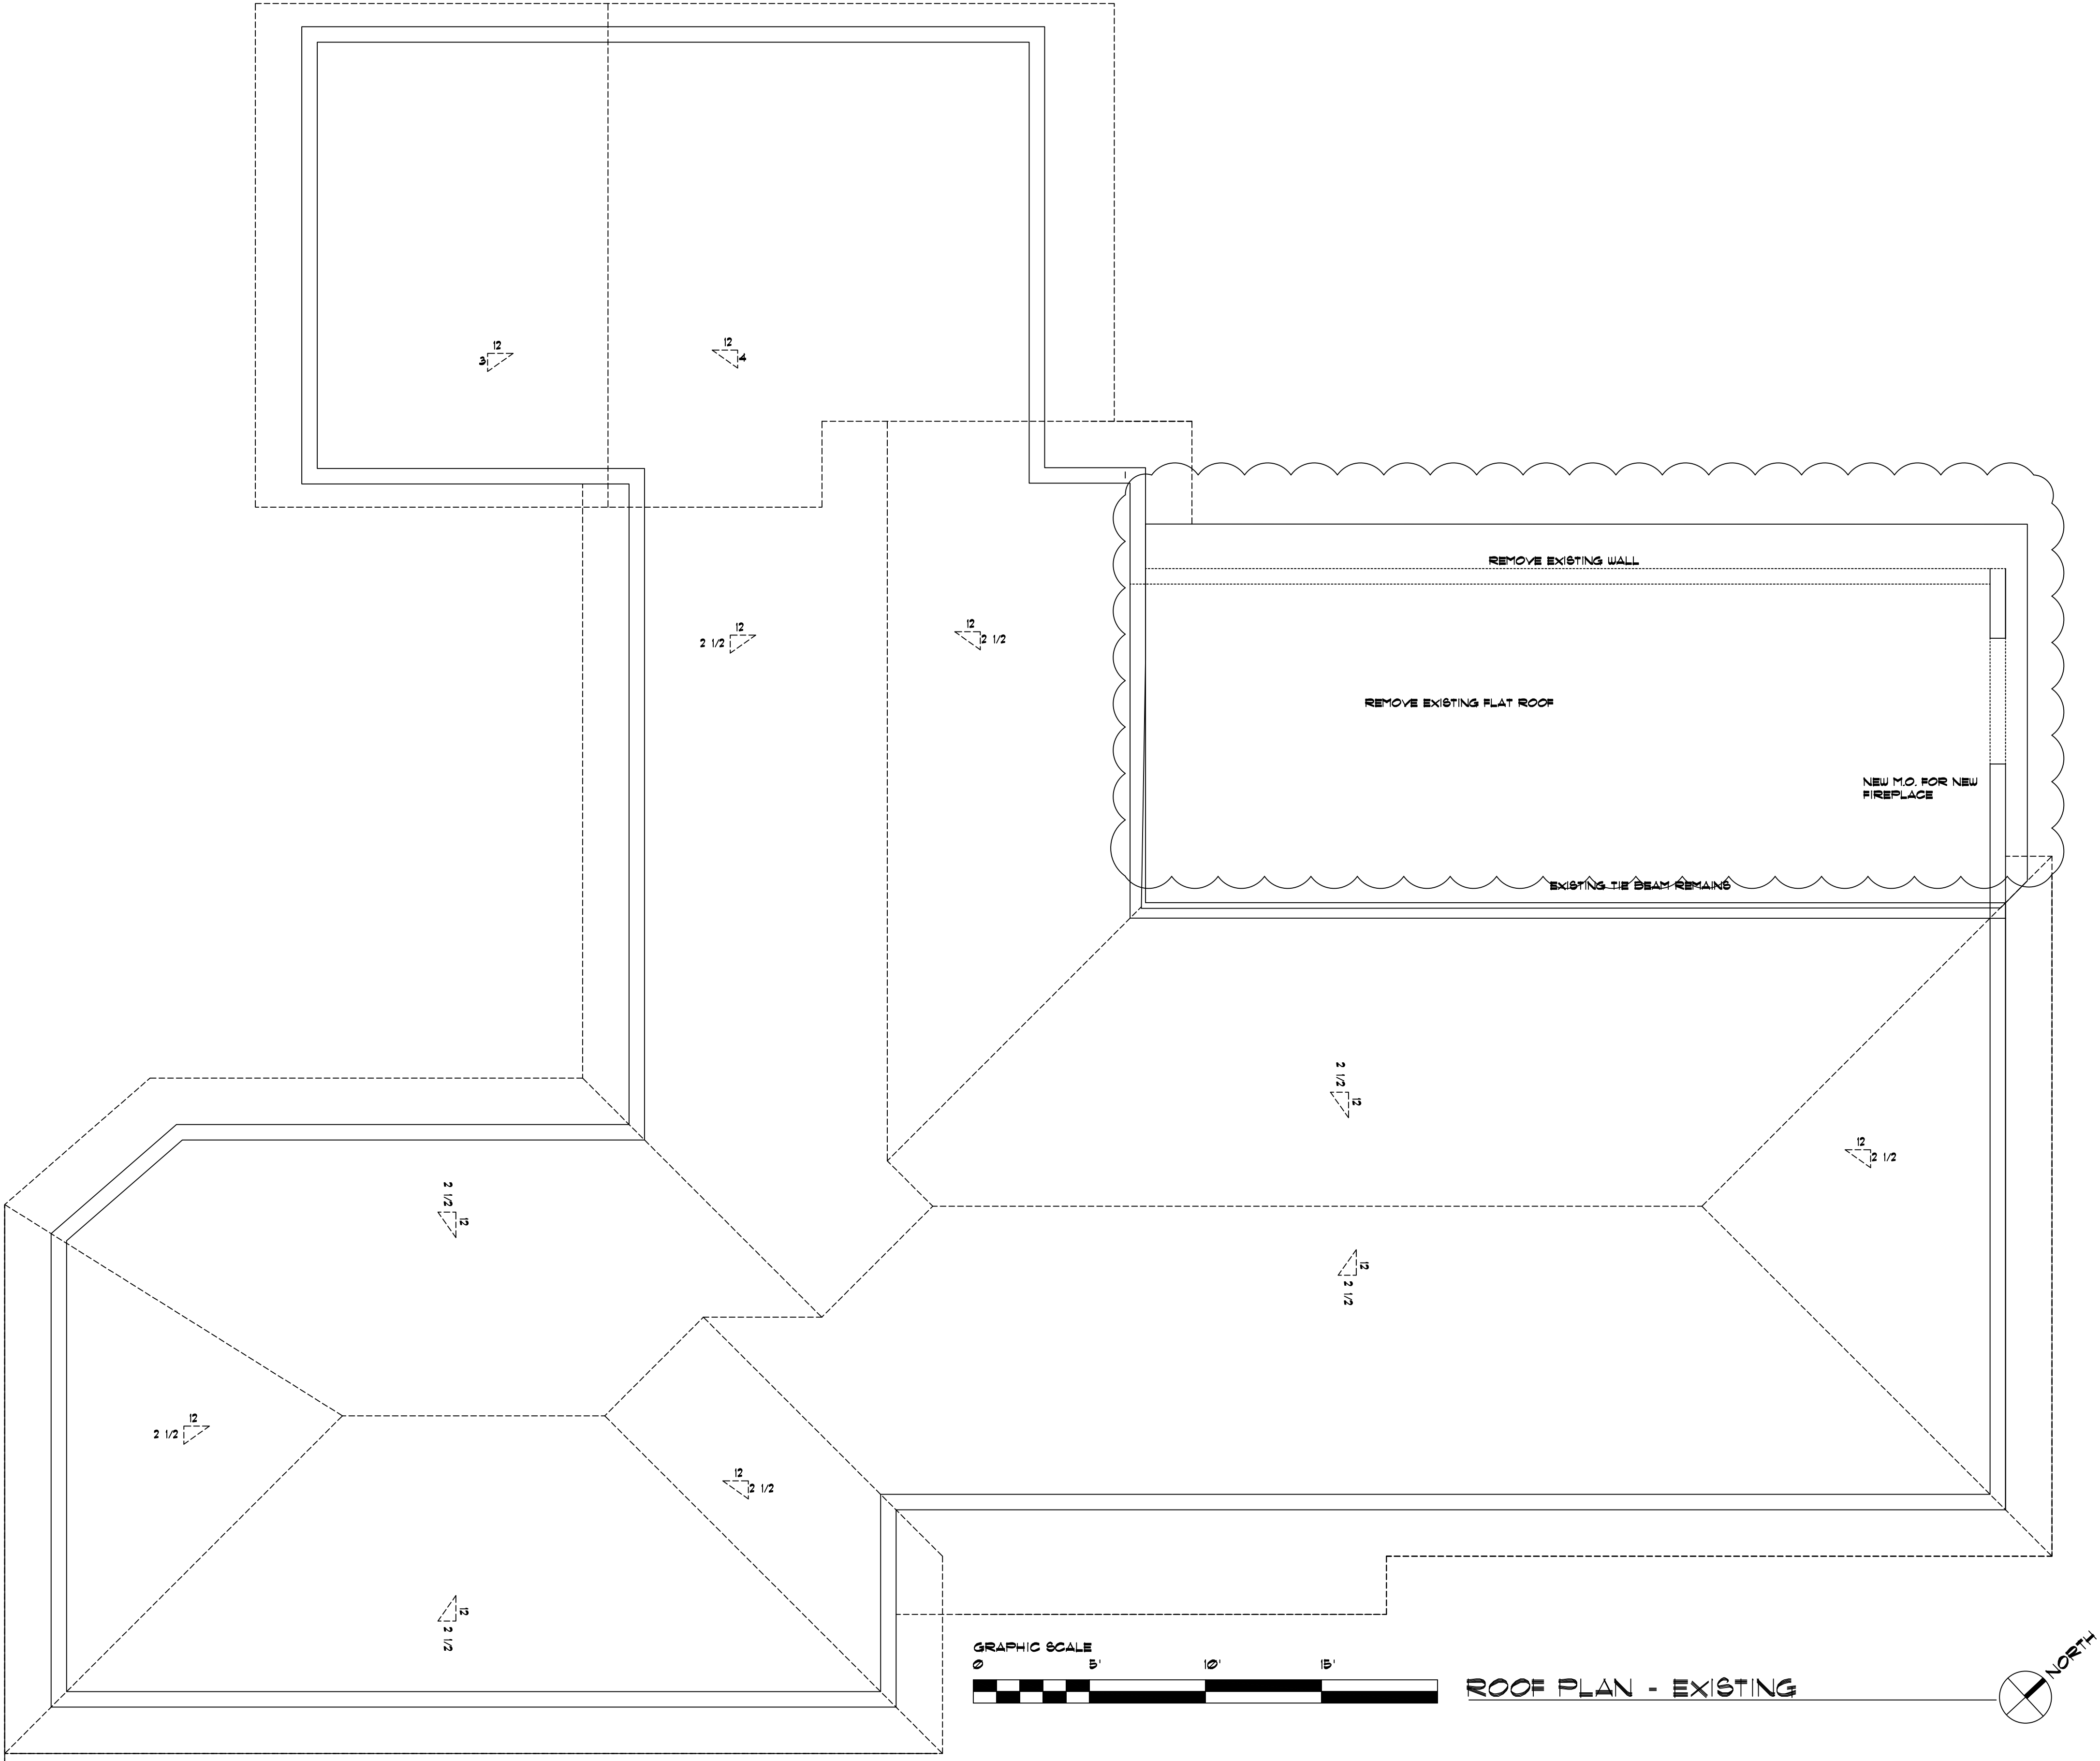 12
3
12
4
REMOVE EXISTING WALL
12
2 1/2
12
2 1/2
REMOVE EXISTING FLAT ROOF
NEW M.O. FOR NEW
FIREPLACE
EXISTING TIE BEAM REMAINS
2 1/2
12
12
2 1/2
2 1/2
12
12
2 1/2
12
2 1/2
12
2 1/2
12
2 1/2
GRAPHIC SCALE
0 5' 10' 15'
ROOF PLAN - EXISTING
NORTH